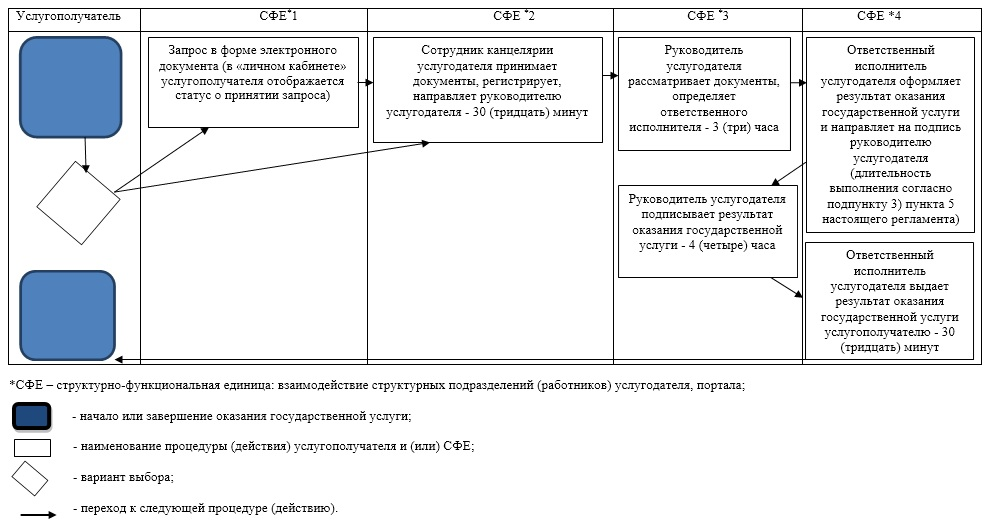 Услугополучатель
СФЕ*1
СФЕ *2
СФЕ *3
СФЕ *4
Запрос в форме электронного
документа (в «личном кабинете»
услугополучателя отображается
статус о принятии запроса)
Сотрудник канцелярии
услугодателя принимает
документы, регистрирует,
направляет руководителю
услугодателя - 30 (тридцать) минут
Руководитель
услугодателя
рассматривает документы,
определяет
ответственного
исполнителя - 3 (три) часа
Ответственный
исполнитель
услугодателя оформляет
результат оказания
государственной услуги
и направляет на подпись
руководителю
услугодателя
(длительность
выполнения согласно
подпункту 3) пункта 5
настоящего регламента)
Руководитель услугодателя
подписывает результат
оказания государственной
услуги - 4 (четыре) часа
Ответственный
исполнитель
услугодателя выдает
результат оказания
государственной услуги
услугополучателю - 30
(тридцать) минут
*СФЕ – структурно-функциональная единица: взаимодействие структурных подразделений (работников) услугодателя, портала;
- начало или завершение оказания государственной услуги;
- наименование процедуры (действия) услугополучателя и (или) СФЕ;
- вариант выбора;
- переход к следующей процедуре (действию).